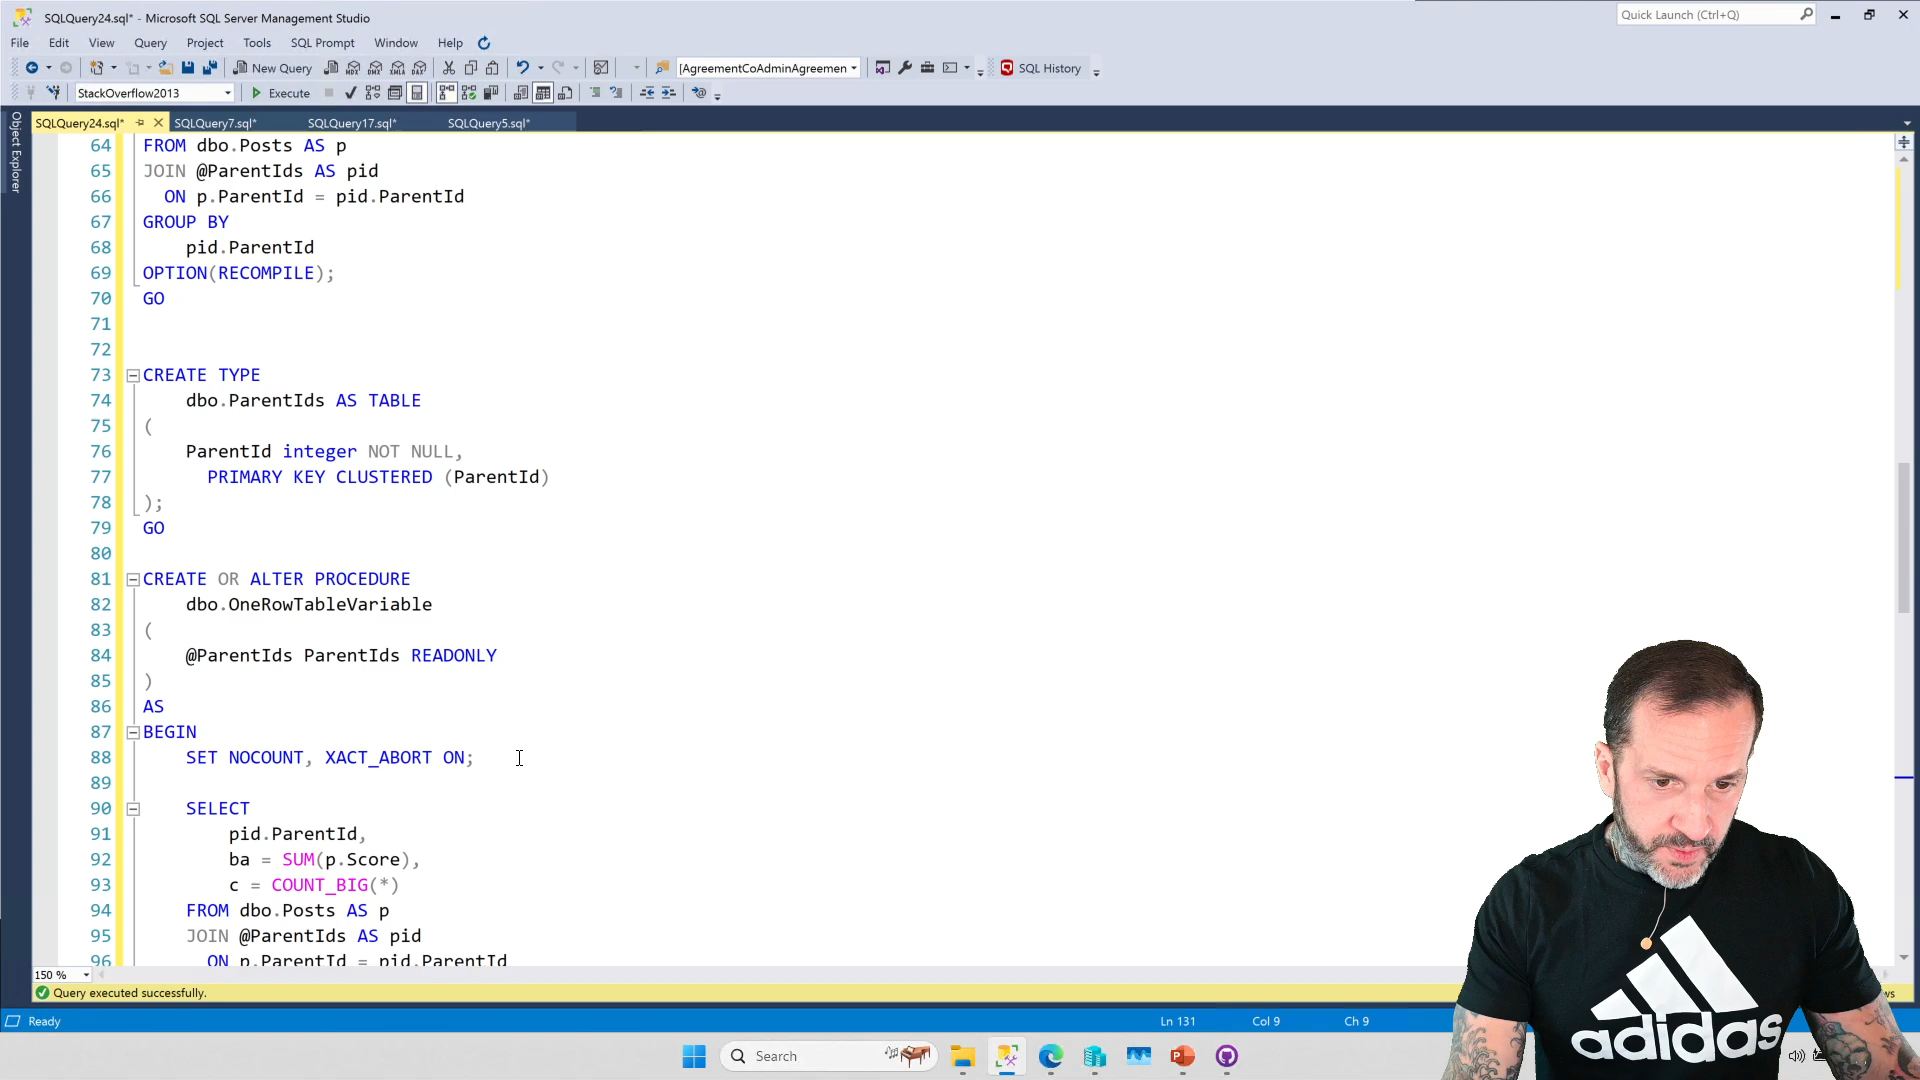 SQLQuery24.sql* - Microsoft SQL Server Management Studio
Quick Launch (Ctrl+Q)
File Edit View Query Project Tools SQL Prompt Window Help
New Query MDX DMX XMLA DAX [AgreementCoAdminAgreemen SQL History
StackOverflow2013 Execute
SQLQuery24.sql* SQLQuery7.sql* SQLQuery17.sql* SQLQuery5.sql*
Object Explorer
64 FROM dbo.Posts AS p
65 JOIN @ParentIds AS pid
66 ON p.ParentId = pid.ParentId
67 GROUP BY
68 pid.ParentId
69 OPTION(RECOMPILE);
70 GO
71
72
73 CREATE TYPE
74 dbo.ParentIds AS TABLE
75 (
76 ParentId integer NOT NULL,
77 PRIMARY KEY CLUSTERED (ParentId)
78 );
79 GO
80
81 CREATE OR ALTER PROCEDURE
82 dbo.OneRowTableVariable
83 (
84 @ParentIds ParentIds READONLY
85 )
86 AS
87 BEGIN
88 SET NOCOUNT, XACT_ABORT ON;
89
90 SELECT
91 pid.ParentId,
92 ba = SUM(p.Score),
93 c = COUNT_BIG(*)
94 FROM dbo.Posts AS p
95 JOIN @ParentIds AS pid
96 ON p.ParentId = pid.ParentId
150 %
Query executed successfully.
Ready Ln 131 Col 9 Ch 9
Search
adidas